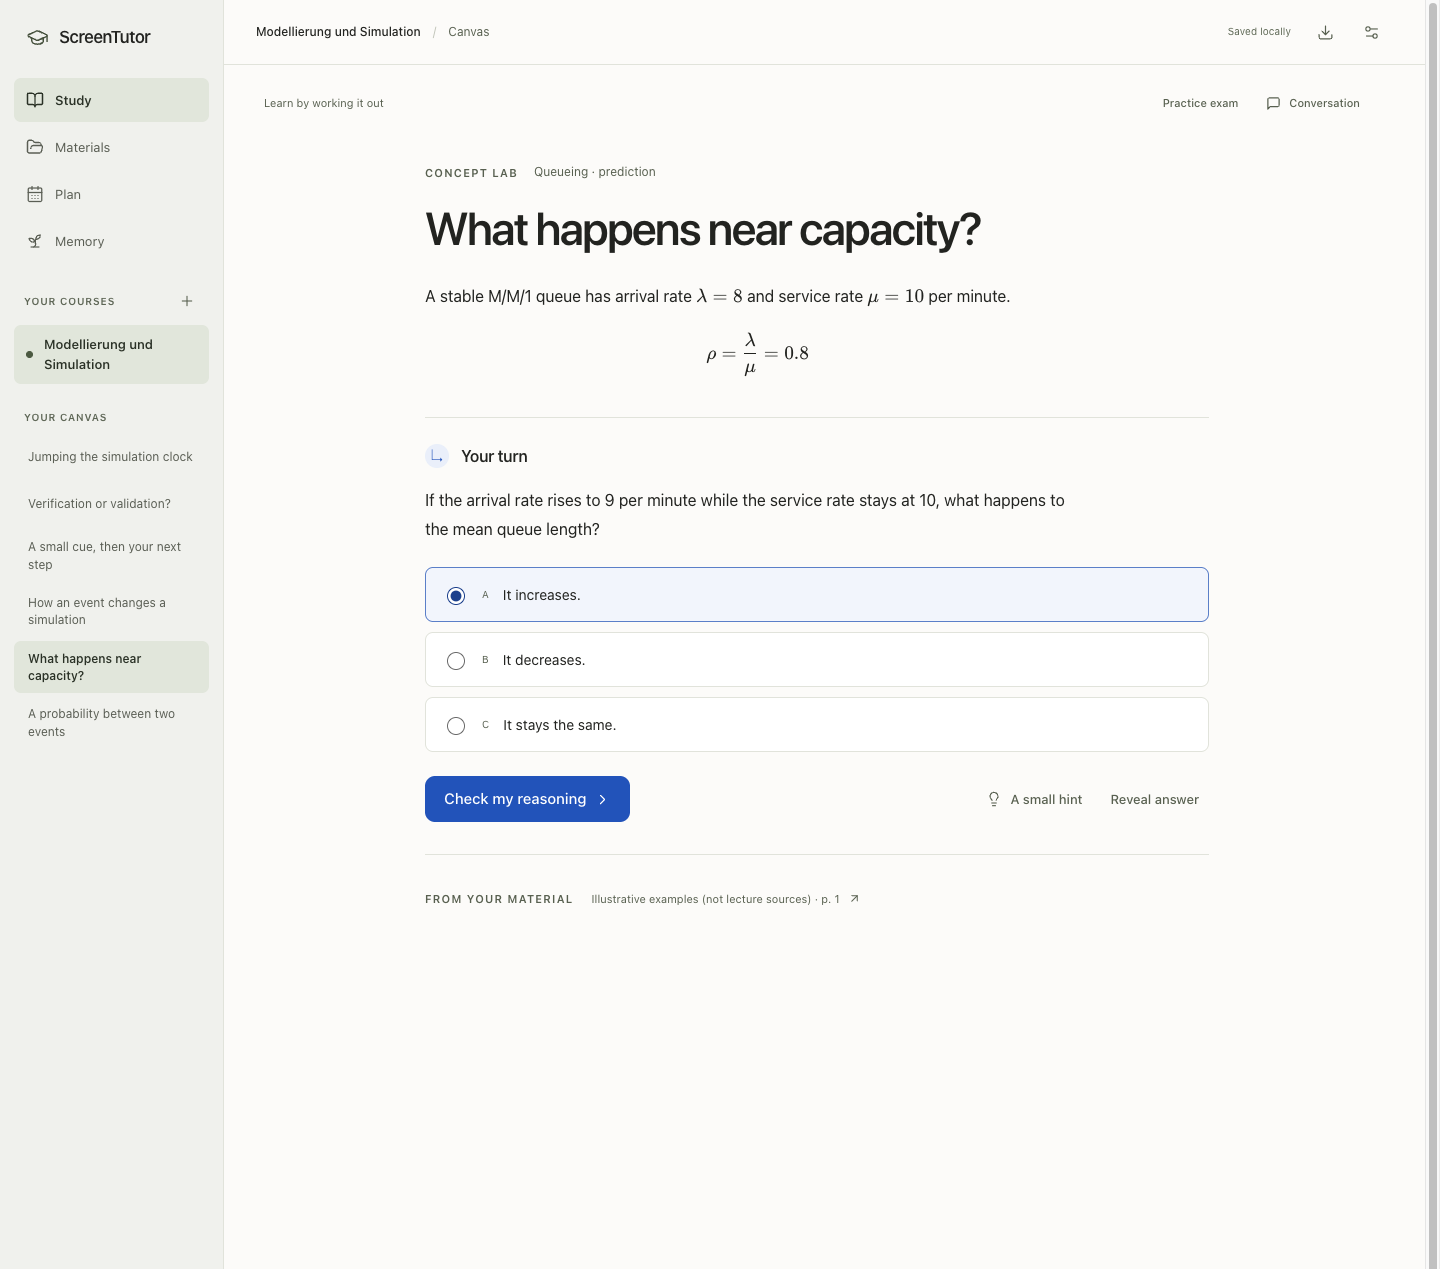 ScreenTutor
Study
Materials
Plan
Memory
YOUR COURSES
Modellierung und
Simulation
YOUR CANVAS
Jumping the simulation clock
Verification or validation?
A small cue, then your next
step
How an event changes a
simulation
What happens near
capacity?
A probability between two
events
Modellierung und Simulation / Canvas
Saved locally
Learn by working it out
Practice exam
Conversation
CONCEPT LAB Queueing · prediction
What happens near capacity?
A stable M/M/1 queue has arrival rate λ = 8 and service rate μ = 10 per minute.
ρ = λ/μ = 0.8
Your turn
If the arrival rate rises to 9 per minute while the service rate stays at 10, what happens to
the mean queue length?
A It increases.
B It decreases.
C It stays the same.
Check my reasoning
A small hint
Reveal answer
FROM YOUR MATERIAL Illustrative examples (not lecture sources) · p. 1